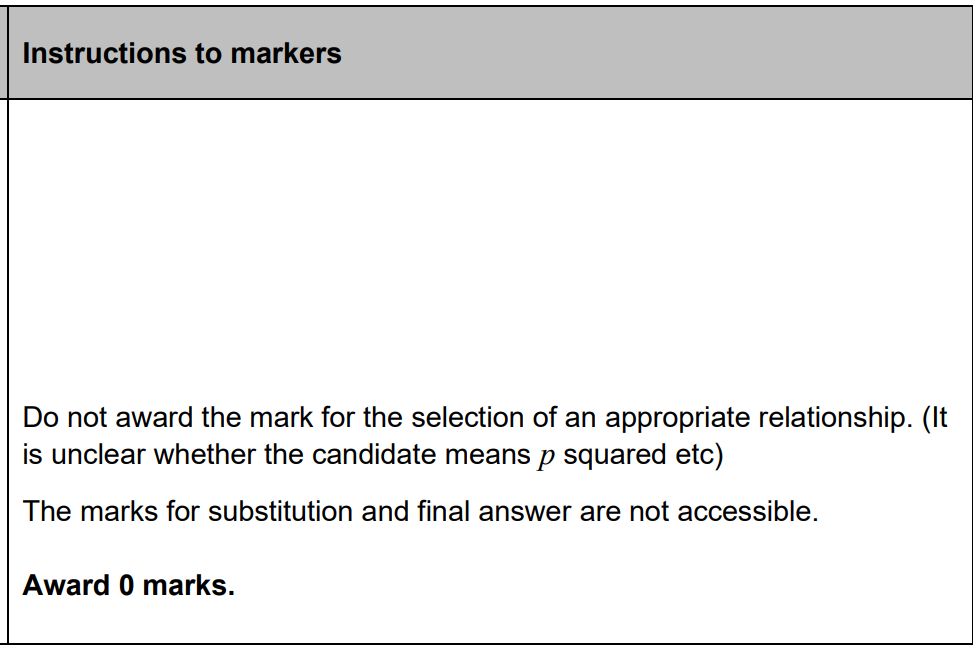 Instructions to markers
Do not award the mark for the selection of an appropriate relationship. (It
is unclear whether the candidate means p squared etc)
The marks for substitution and final answer are not accessible.
Award 0 marks.